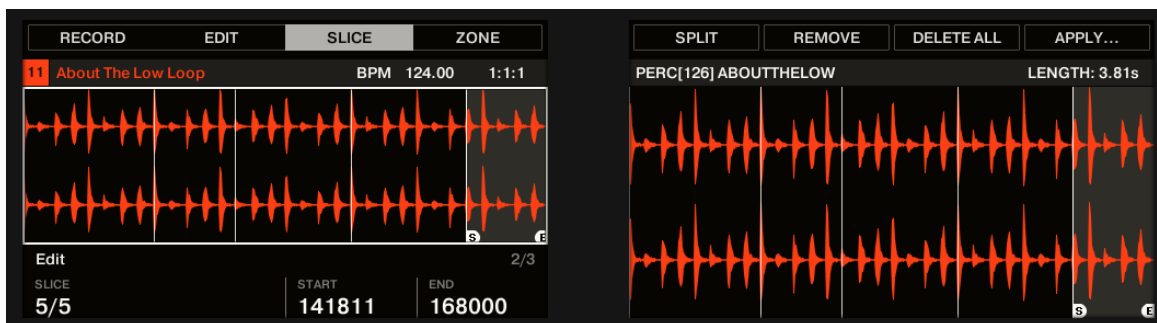 RECORD EDIT SLICE ZONE
11 About The Low Loop BPM 124.00 1:1:1
S E
Edit 2/3
SLICE START END
5/5 141811 168000
SPLIT REMOVE DELETE ALL APPLY...
PERC[126] ABOUTTHELOW LENGTH: 3.81s
S E